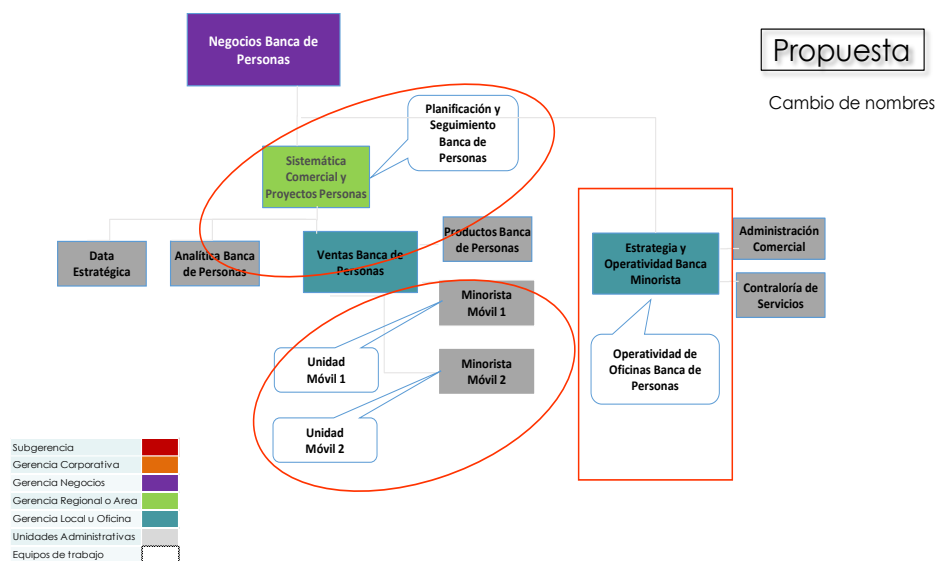 Negocios Banca de
Personas
Propuesta
Cambio de nombres
Planificación y
Seguimiento
Banca de
Personas
Sistemática
Comercial y
Proyectos Personas
Data
Estratégica
Analítica Banca
de Personas
Ventas Banca de
Personas
Productos Banca
de Personas
Estrategia y
Operatividad Banca
Minorista
Administración
Comercial
Contraloría de
Servicios
Minorista
Móvil 1
Unidad
Móvil 1
Minorista
Móvil 2
Operatividad de
Oficinas Banca de
Personas
Unidad
Móvil 2
Subgerencia
Gerencia Corporativa
Gerencia Negocios
Gerencia Regional o Area
Gerencia Local u Oficina
Unidades Administrativas
Equipos de trabajo